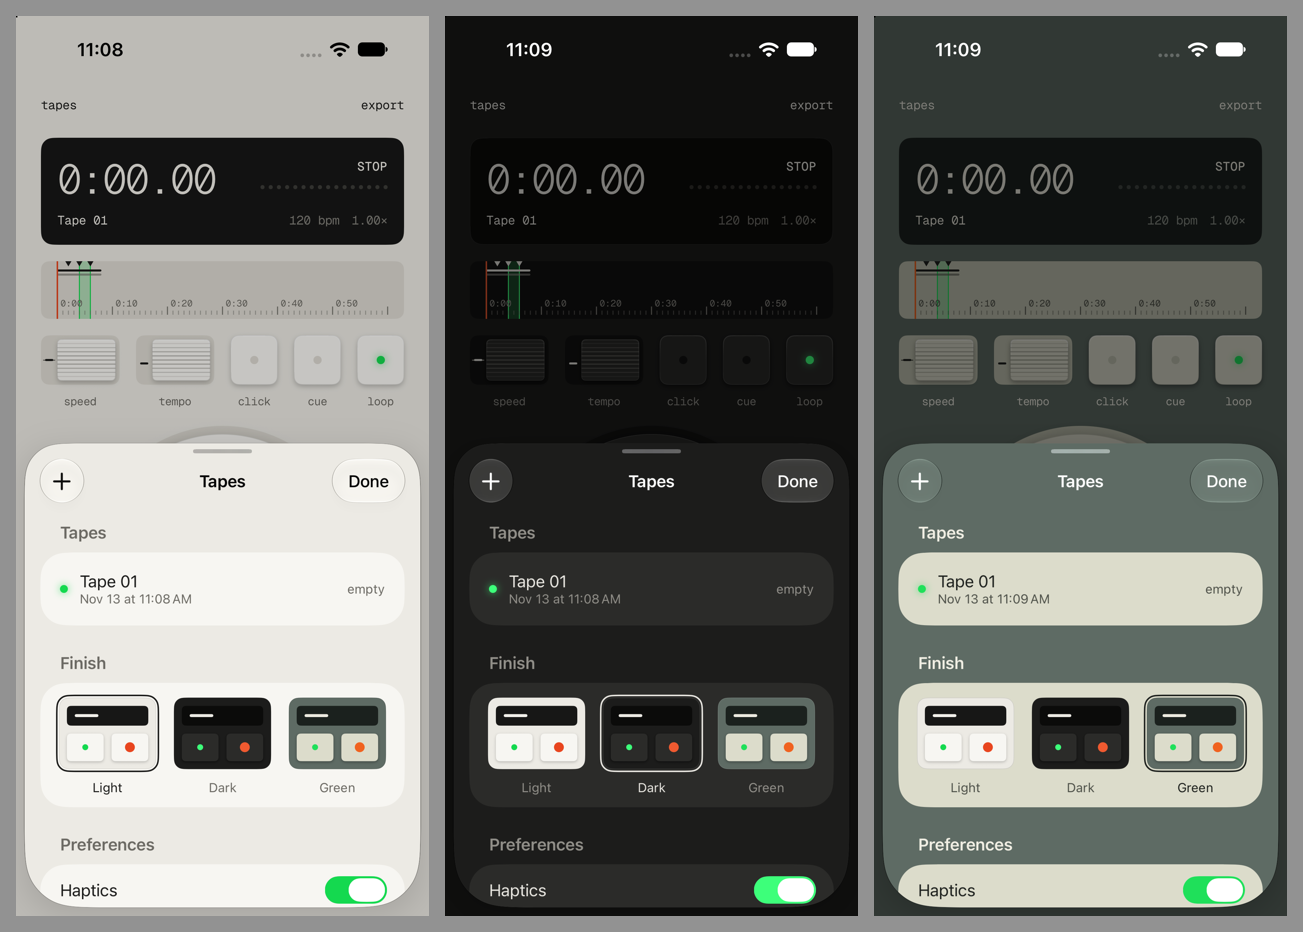 11:08
tapes export
0:00.00 STOP
Tape 01 120 bpm 1.00×
0:00 0:10 0:20 0:30 0:40 0:50
speed tempo click cue loop
+ Tapes Done
Tapes
Tape 01
Nov 13 at 11:08 AM
empty
Finish
Light Dark Green
Preferences
Haptics
11:09
tapes export
0:00.00 STOP
Tape 01 120 bpm 1.00×
0:00 0:10 0:20 0:30 0:40 0:50
speed tempo click cue loop
+ Tapes Done
Tapes
Tape 01
Nov 13 at 11:08 AM
empty
Finish
Light Dark Green
Preferences
Haptics
11:09
tapes export
0:00.00 STOP
Tape 01 120 bpm 1.00×
0:00 0:10 0:20 0:30 0:40 0:50
speed tempo click cue loop
+ Tapes Done
Tapes
Tape 01
Nov 13 at 11:09 AM
empty
Finish
Light Dark Green
Preferences
Haptics